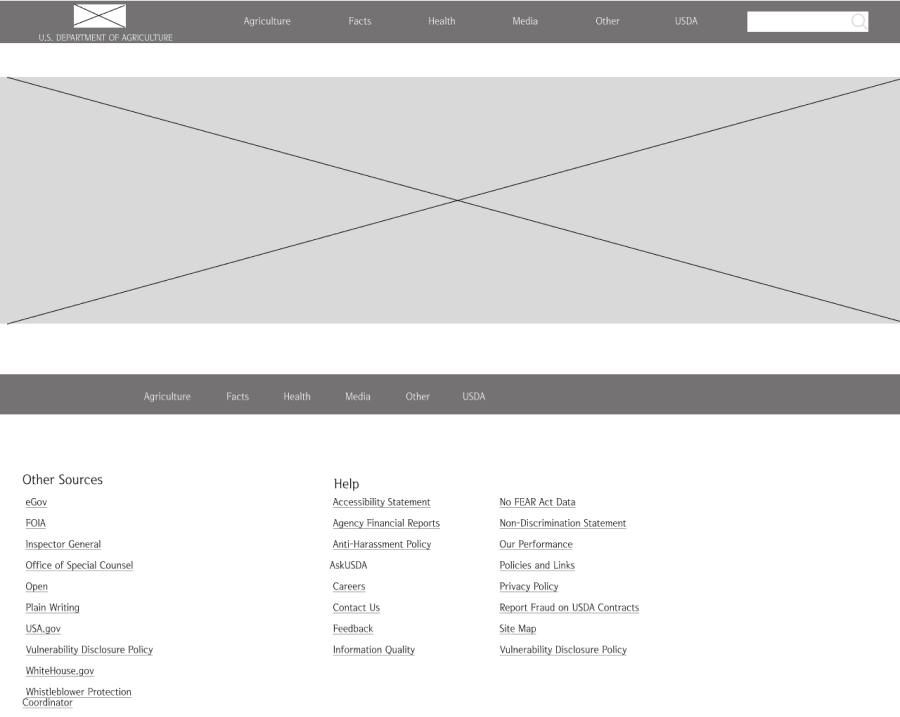 U.S. DEPARTMENT OF AGRICULTURE
Agriculture
Facts
Health
Media
Other
USDA
Agriculture
Facts
Health
Media
Other
USDA
Other Sources
eGov
FOIA
Inspector General
Office of Special Counsel
Open
Plain Writing
USA.gov
Vulnerability Disclosure Policy
WhiteHouse.gov
Whistleblower Protection
Coordinator
Help
Accessibility Statement
Agency Financial Reports
Anti-Harassment Policy
AskUSDA
Careers
Contact Us
Feedback
Information Quality
No FEAR Act Data
Non-Discrimination Statement
Our Performance
Policies and Links
Privacy Policy
Report Fraud on USDA Contracts
Site Map
Vulnerability Disclosure Policy